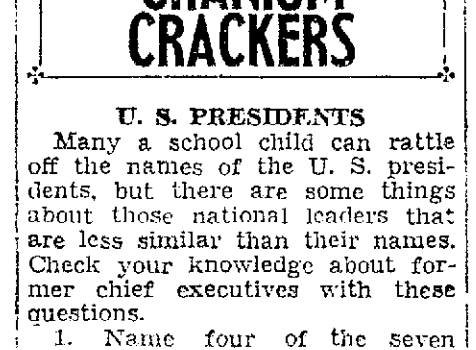 CRANIUM
CRACKERS
U. S. PRESIDENTS
Many a school child can rattle
off the names of the U. S. presi-
dents, but there are some things
about those national leaders that
are less similar than their names.
Check your knowledge about for-
mer chief executives with these
questions.
1. Name four of the seven